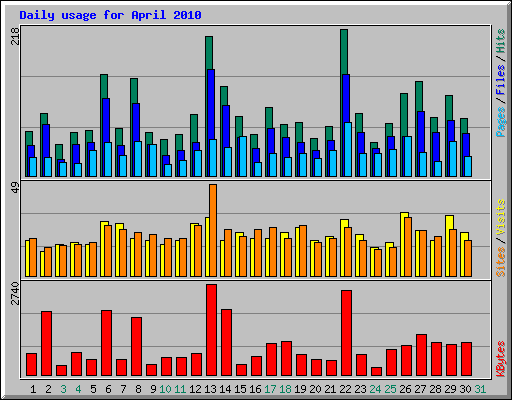 Daily usage for April 2010
218
Pages / Files / Hits
49
Sites / Visits
2740
KBytes
1 2 3 4 5 6 7 8 9 10 11 12 13 14 15 16 17 18 19 20 21 22 23 24 25 26 27 28 29 30 31